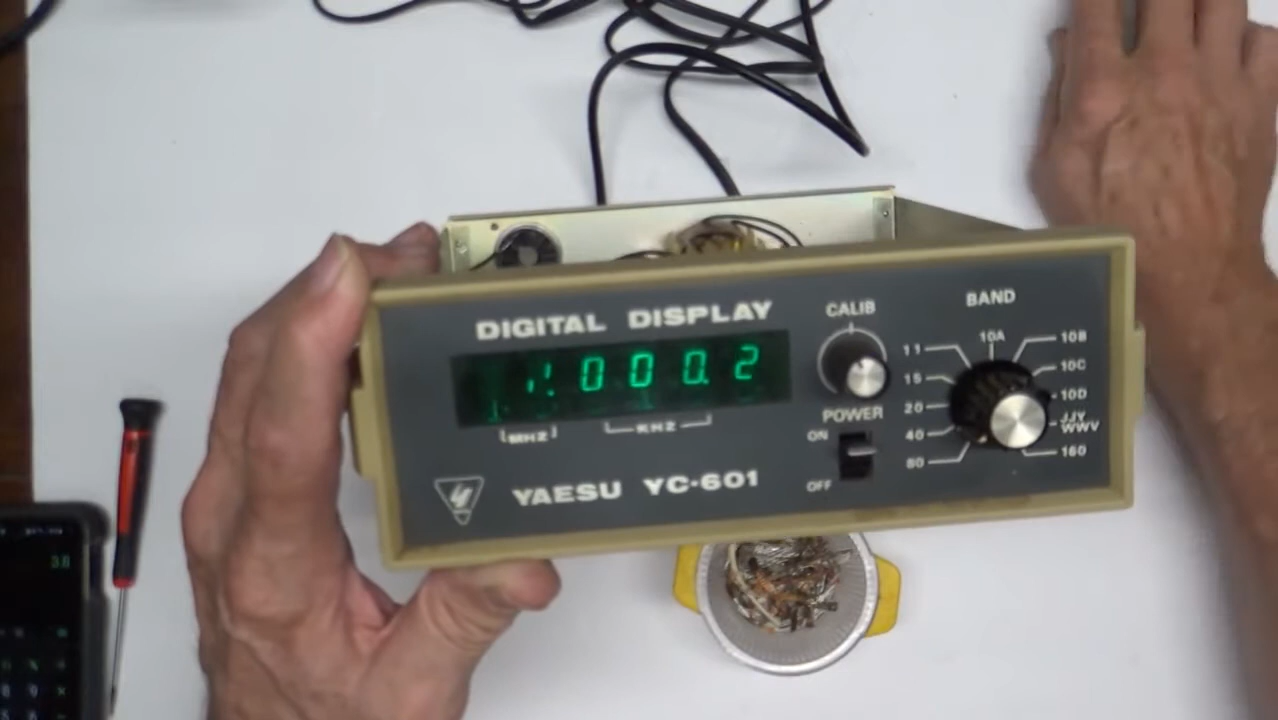 DIGITAL DISPLAY
CALIB
BAND
000.2
MHZ
KHZ
POWER
ON
OFF
YAESU YC-601
11
15
20
40
80
10A
10B
10C
10D
JJY
WWV
160